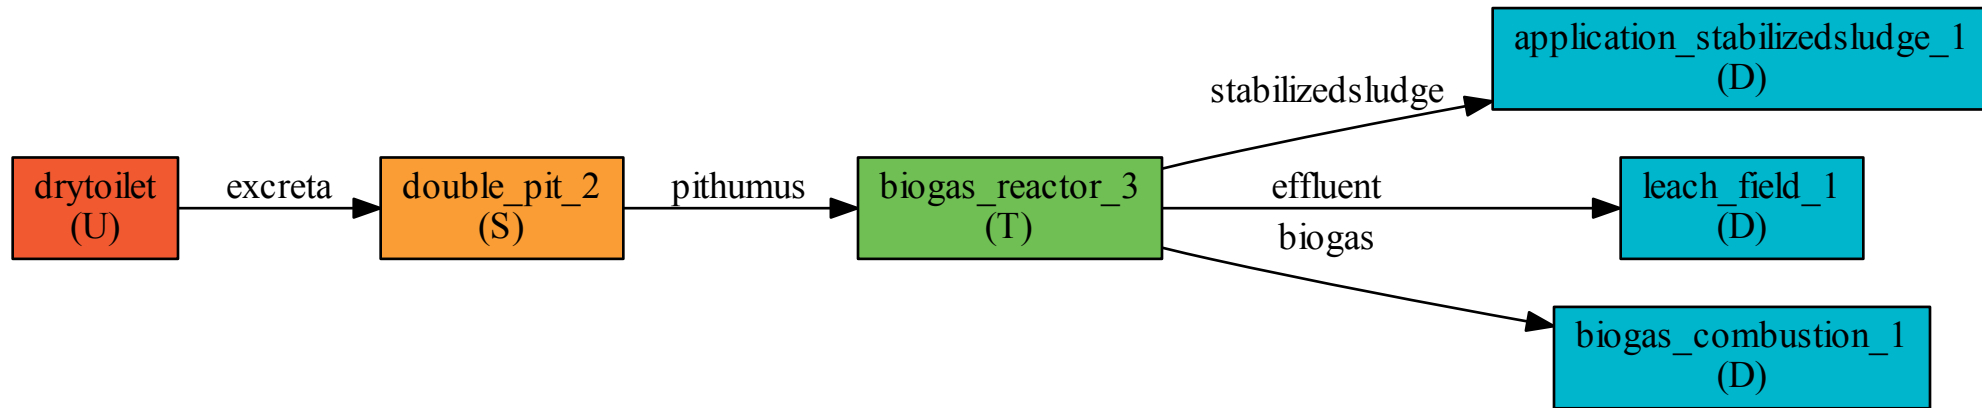 drytoilet
(U)
excreta
double_pit_2
(S)
pithumus
biogas_reactor_3
(T)
stabilizedsludge
effluent
biogas
application_stabilizedsludge_1
(D)
leach_field_1
(D)
biogas_combustion_1
(D)